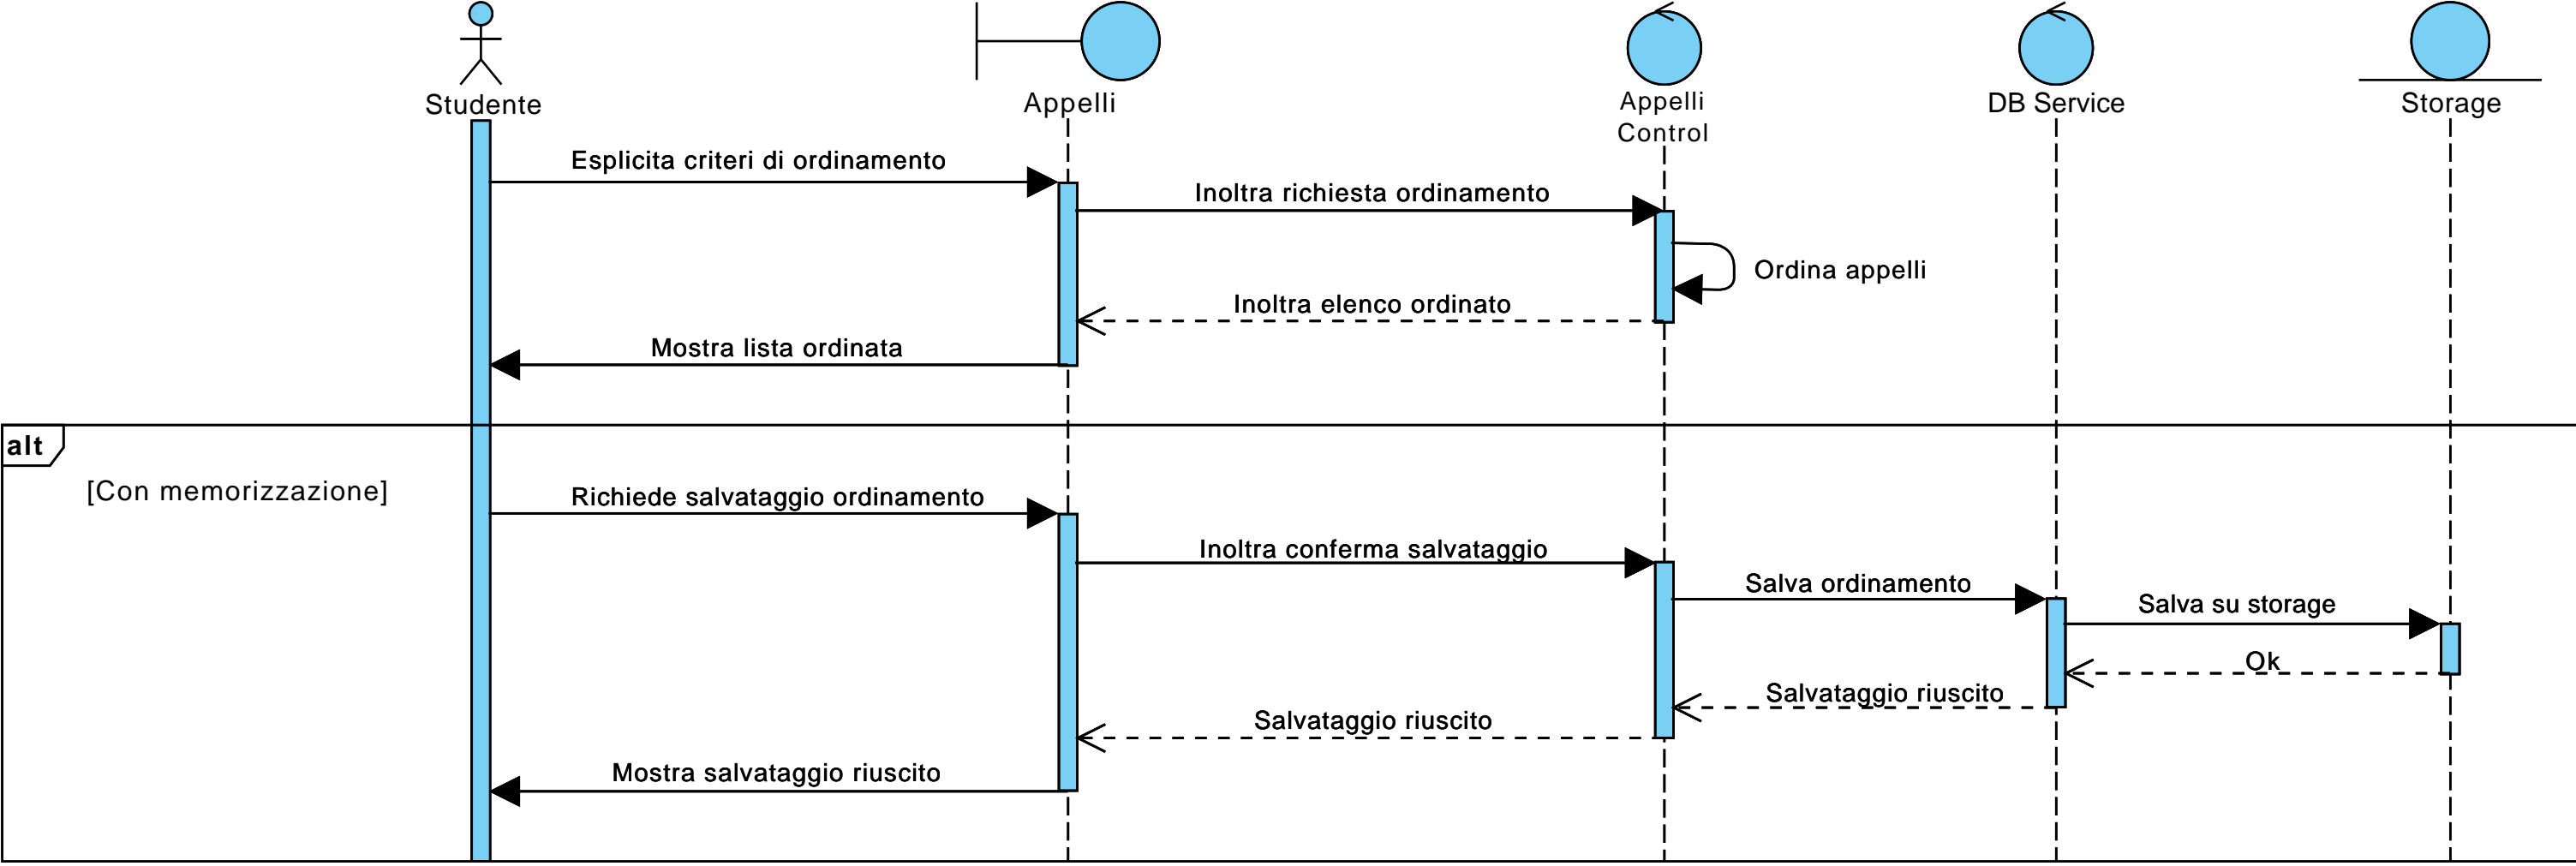 Studente
Appelli
Appelli
Control
DB Service
Storage
Esplicita criteri di ordinamento
Inoltra richiesta ordinamento
Ordina appelli
Inoltra elenco ordinato
Mostra lista ordinata
alt
[Con memorizzazione]
Richiede salvataggio ordinamento
Inoltra conferma salvataggio
Salva ordinamento
Salva su storage
Ok
Salvataggio riuscito
Salvataggio riuscito
Mostra salvataggio riuscito